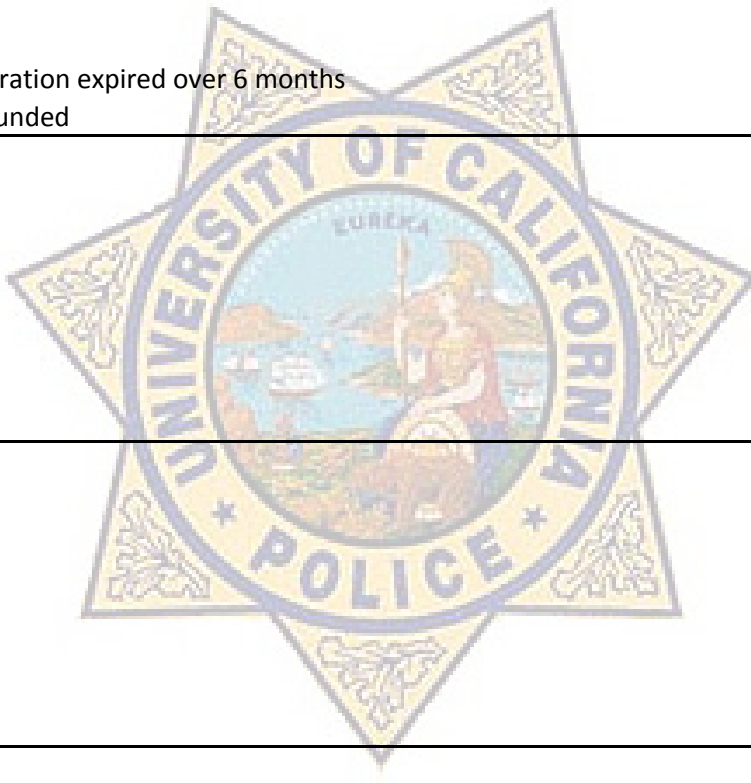 ration expired over 6 months
unded
UNIVERSITY OF CALIFORNIA
EUREKA
POLICE